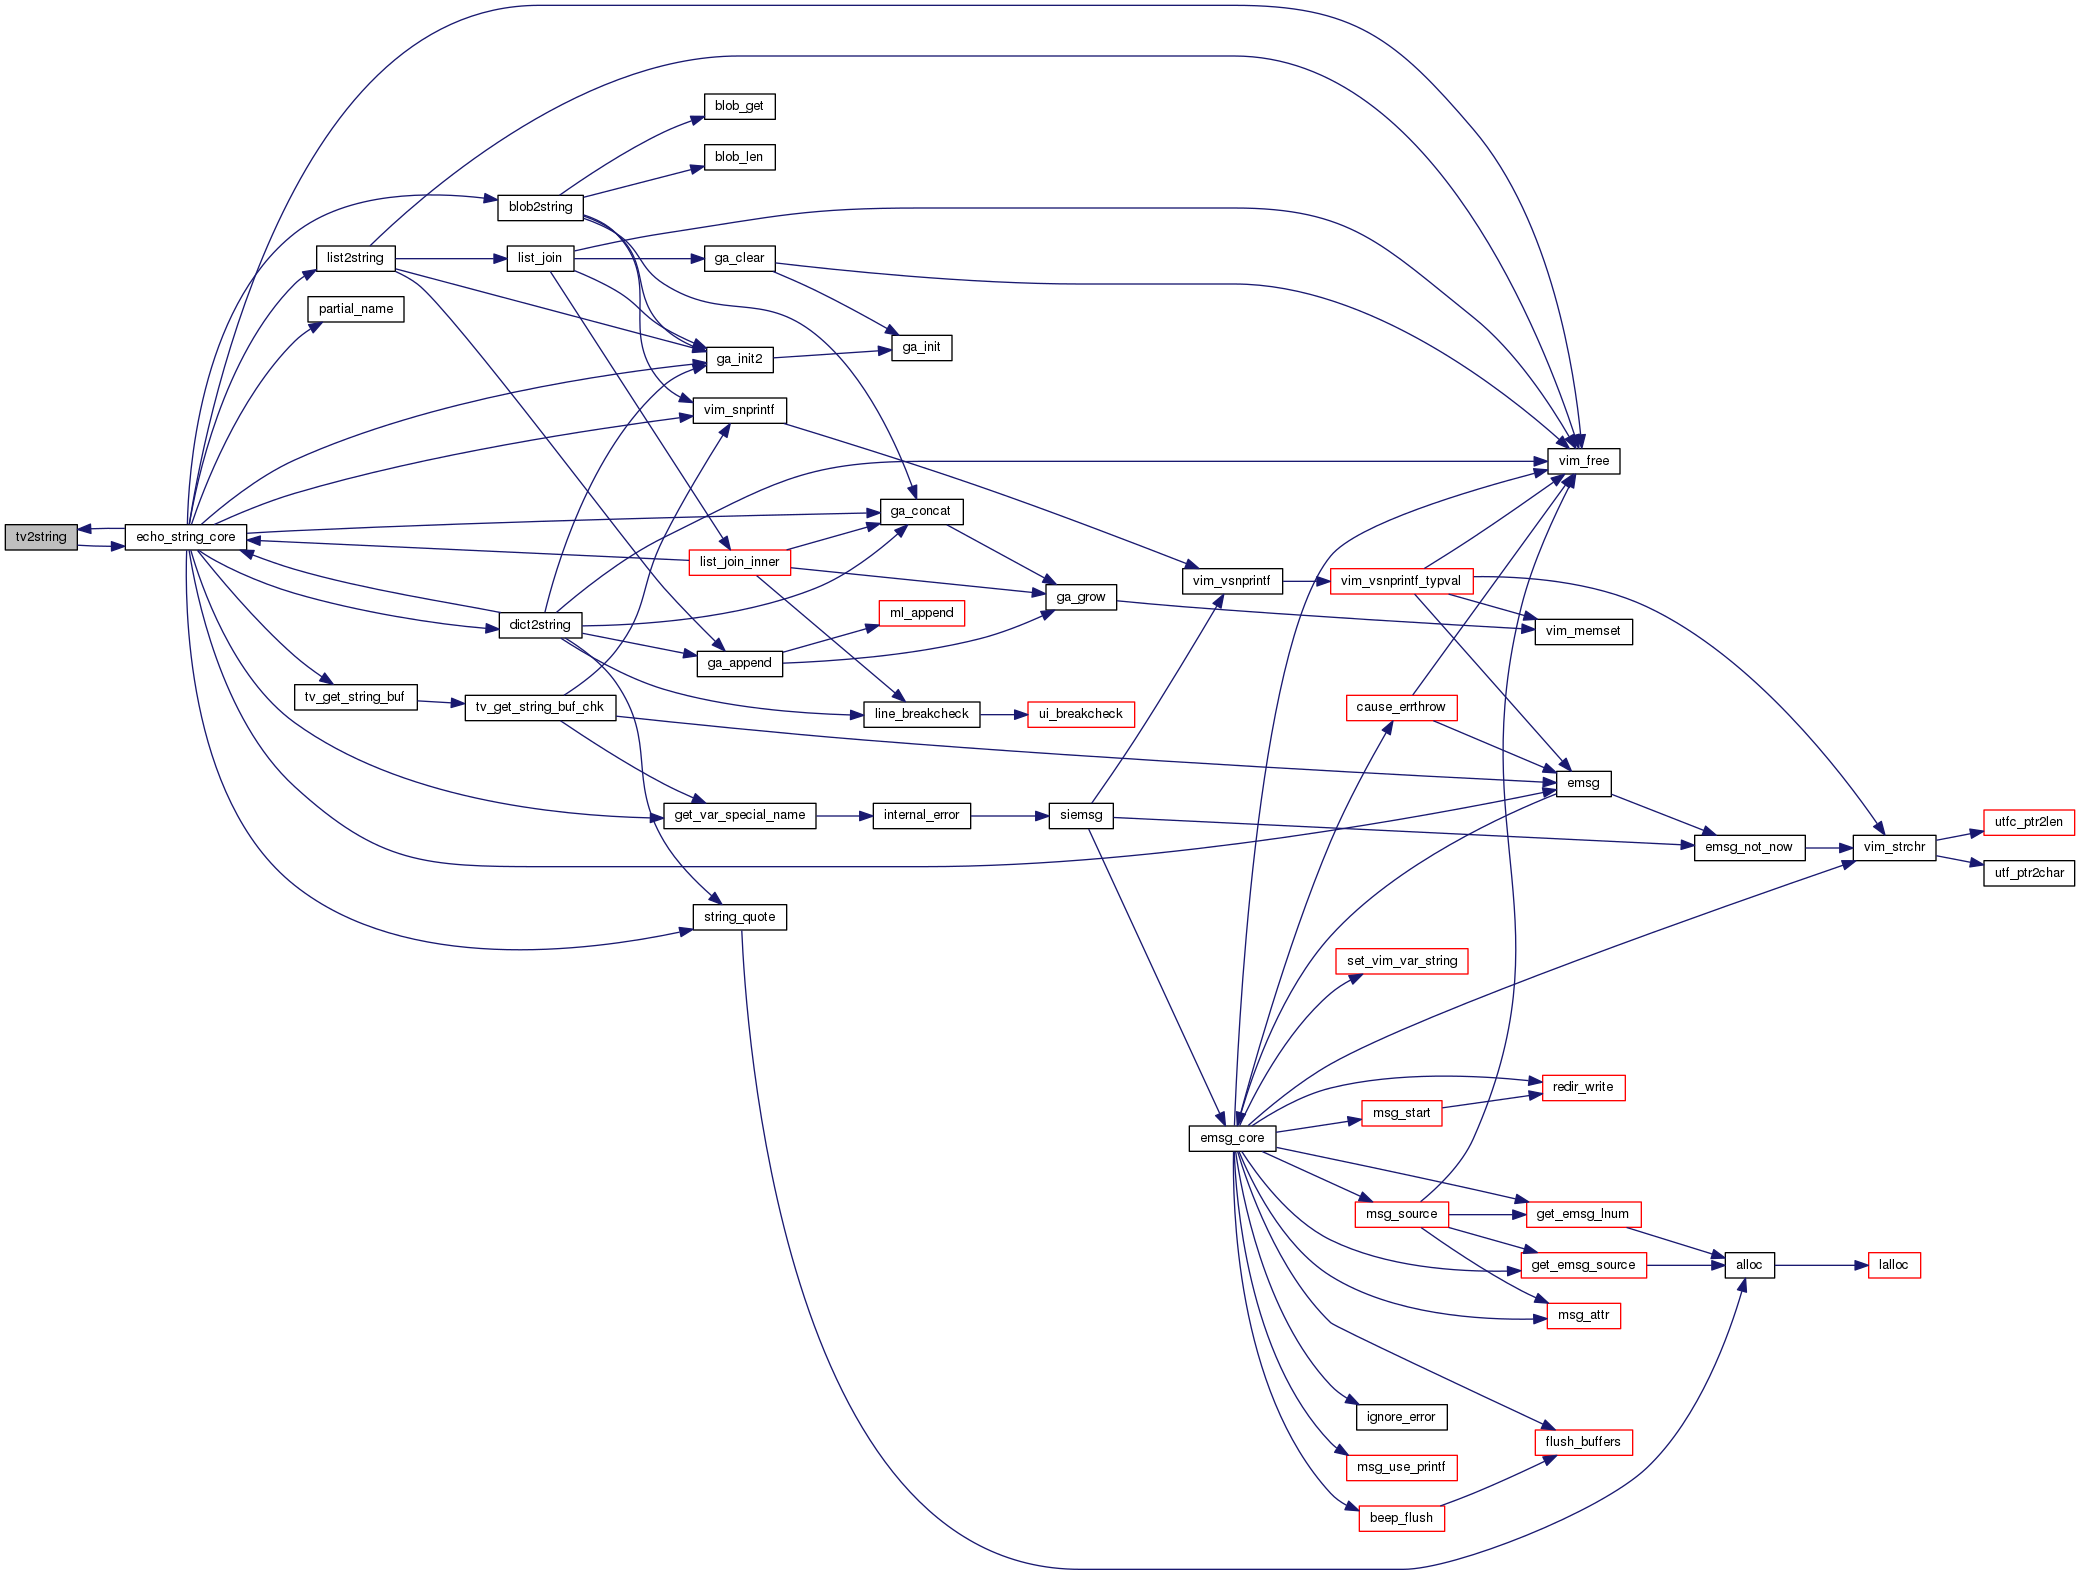 blob_get
blob_len
blob2string
list2string
list_join
ga_clear
partial_name
ga_init
ga_init2
vim_snprintf
vim_free
ga_concat
tv2string
echo_string_core
list_join_inner
vim_vsnprintf
vim_vsnprintf_typval
ga_grow
ml_append
dict2string
vim_memset
ga_append
tv_get_string_buf
tv_get_string_buf_chk
cause_errthrow
line_breakcheck
ui_breakcheck
emsg
get_var_special_name
internal_error
siemsg
utfc_ptr2len
emsg_not_now
vim_strchr
utf_ptr2char
string_quote
set_vim_var_string
redir_write
msg_start
emsg_core
msg_source
get_emsg_lnum
get_emsg_source
alloc
lalloc
msg_attr
ignore_error
flush_buffers
msg_use_printf
beep_flush